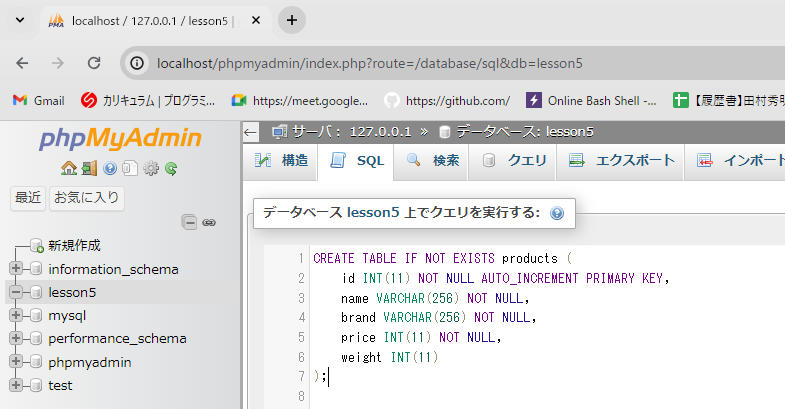 localhost / 127.0.0.1 / lesson5 |
localhost/phpmyadmin/index.php?route=/database/sql&db=lesson5
Gmail カリキュラム | プログラミ... https://meet.google... https://github.com/ Online Bash Shell -... 【履歴書】田村秀明
phpMyAdmin
最近 お気に入り
新規作成
information_schema
lesson5
mysql
performance_schema
phpmyadmin
test
サーバ: 127.0.0.1 » データベース: lesson5
構造 SQL 検索 クエリ エクスポート インポート
データベース lesson5 上でクエリを実行する:
1 CREATE TABLE IF NOT EXISTS products (
2 id INT(11) NOT NULL AUTO_INCREMENT PRIMARY KEY,
3 name VARCHAR(256) NOT NULL,
4 brand VARCHAR(256) NOT NULL,
5 price INT(11) NOT NULL,
6 weight INT(11)
7 );
8